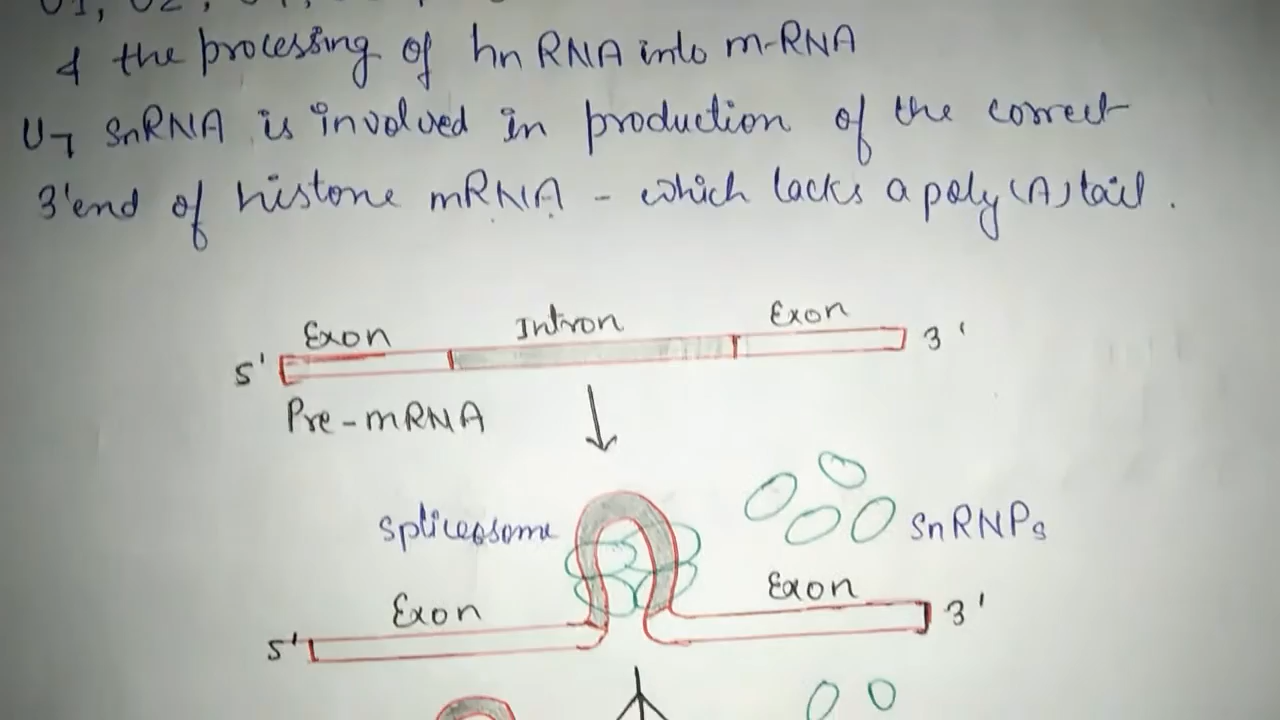 U1, U2,
& the processing of hn RNA into m-RNA
U7 SnRNA is involved in production of the correct
3'end of histone mRNA - which lacks a poly (A) tail .
Exon Intron Exon
5' 3'
Pre-mRNA
Spliceosome SnRNPs
Exon Exon
5' 3'